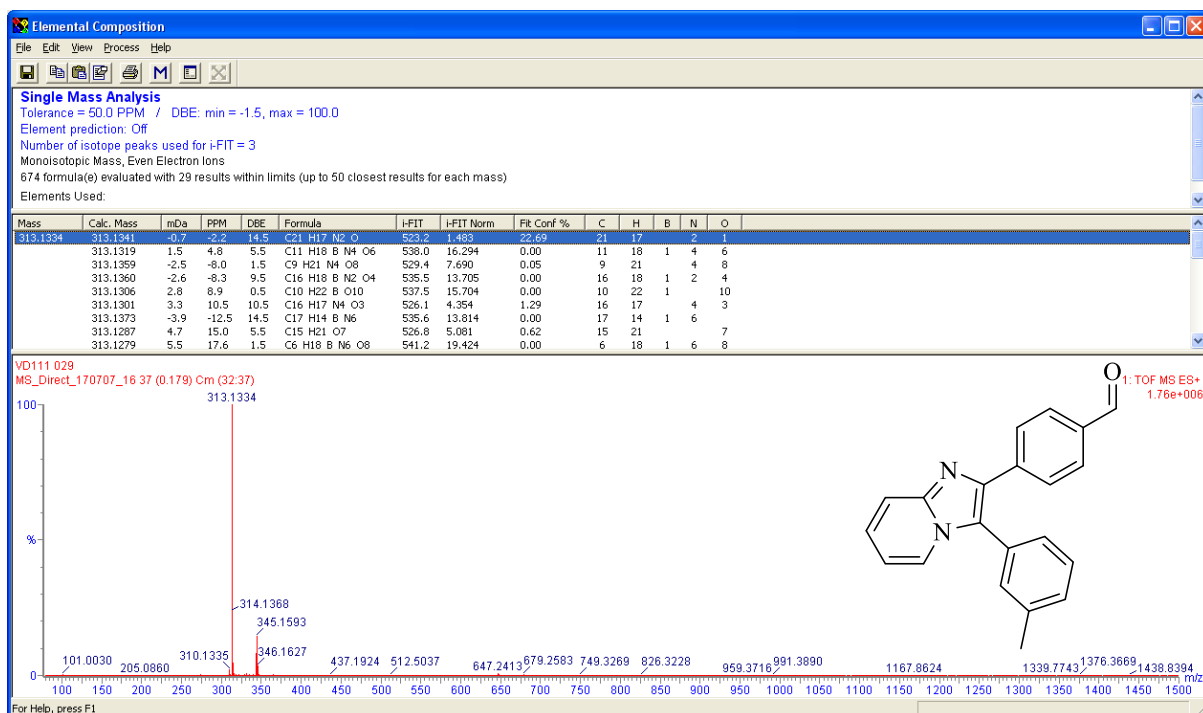 Elemental Composition
File Edit View Process Help
M
Single Mass Analysis
Tolerance = 50.0 PPM / DBE: min = -1.5, max = 100.0
Element prediction: Off
Number of isotope peaks used for i-FIT = 3
Monoisotopic Mass, Even Electron Ions
674 formula(e) evaluated with 29 results within limits (up to 50 closest results for each mass)
Elements Used:
Mass Calc. Mass mDa PPM DBE Formula i-FIT i-FIT Norm Fit Conf % C H B N O
313.1334 313.1341 -0.7 -2.2 14.5 C21 H17 N2 O 523.2 1.483 22.69 21 17 2 1
313.1319 1.5 4.8 5.5 C11 H18 B N4 O6 538.0 16.294 0.00 11 18 1 4 6
313.1359 -2.5 -8.0 1.5 C9 H21 N4 O8 529.4 7.690 0.05 9 21 4 8
313.1360 -2.6 -8.3 9.5 C16 H18 B N2 O4 535.5 13.705 0.00 16 18 1 2 4
313.1306 2.8 8.9 0.5 C10 H22 B O10 537.5 15.704 0.00 10 22 1 10
313.1301 3.3 10.5 10.5 C16 H17 N4 O3 526.1 4.354 1.29 16 17 4 3
313.1373 -3.9 -12.5 14.5 C17 H14 B N6 535.6 13.814 0.00 17 14 1 6
313.1287 4.7 15.0 5.5 C15 H21 O7 526.8 5.081 0.62 15 21 7
313.1279 5.5 17.6 1.5 C6 H18 B N6 O8 541.2 19.424 0.00 6 18 1 6 8
VD111 029
MS_Direct_170707_16 37 (0.179) Cm (32:37)
1: TOF MS ES+
1.76e+006
313.1334
100
%
0
314.1368
345.1593
346.1627
310.1335
101.0030
205.0860
437.1924
512.5037
647.2413
679.2583
749.3269
826.3228
959.3716
991.3890
1167.8624
1339.7743
1376.3669
1438.8394
O
N
N
m/z
100 150 200 250 300 350 400 450 500 550 600 650 700 750 800 850 900 950 1000 1050 1100 1150 1200 1250 1300 1350 1400 1450 1500
For Help, press F1